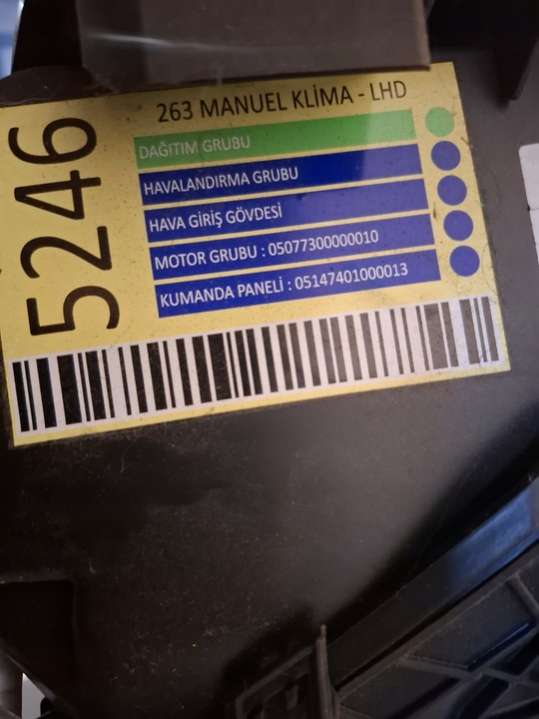 263 MANUEL KLİMA - LHD
5246
DAĞITIM GRUBU
HAVALANDIRMA GRUBU
HAVA GİRİŞ GÖVDESİ
MOTOR GRUBU : 05077300000010
KUMANDA PANELİ : 05147401000013